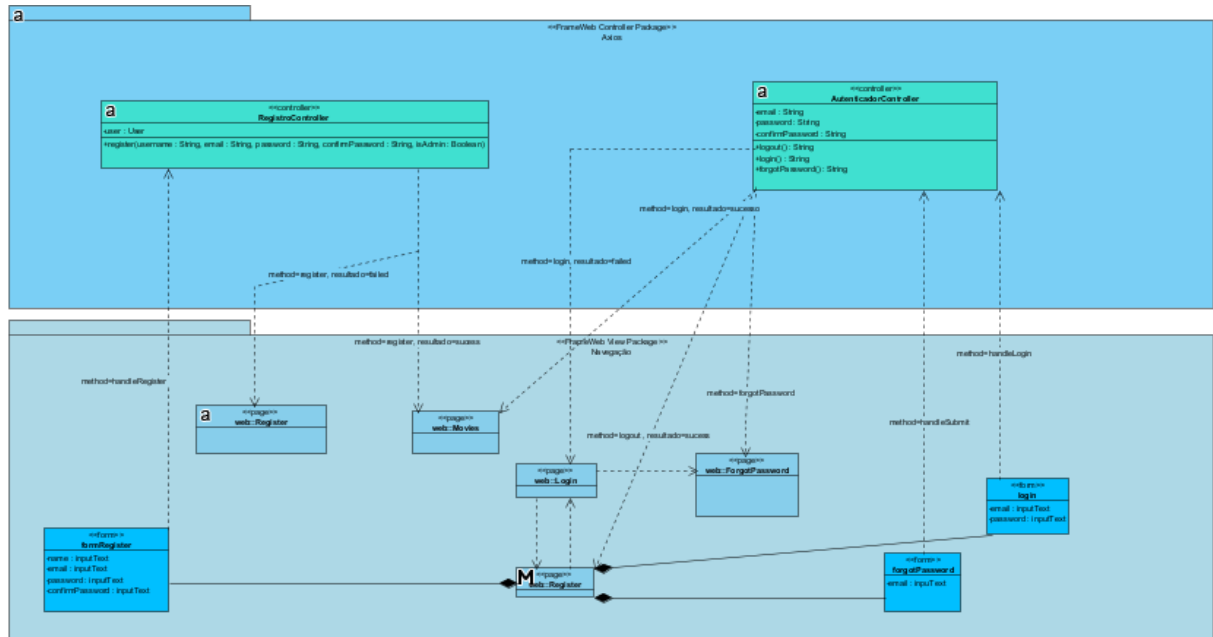 a
<<FrameWeb Controller Package>>
Axios
a
<<controller>>
RegistroController
-user : User
+register(username : String, email : String, password : String, confirmPassword : String, isAdmin : Boolean)
a
<<controller>>
AutenticadorController
-email : String
-password : String
-confirmPassword : String
+logout() : String
+login() : String
+forgotPassword() : String
method=login, resultado=sucesso
method=login, resultado=failed
method=register, resultado=failed
method=register, resultado=sucess
<<FrameWeb View Package>>
Navegação
method=handleLogin
method=handleRegister
method=forgotPassword
a
<<page>>
web::Register
<<page>>
web::Movies
method=handleSubmit
method=logout , resultado=sucess
<<page>>
web::Login
<<page>>
web::ForgotPassword
<<form>>
login
-email : inputText
-password : inputText
<<form>>
formRegister
-name : inputText
-email : inputText
-password : inputText
-confirmPassword : inputText
M
<<page>>
web::Register
<<form>>
forgotPassword
-email : inpuText